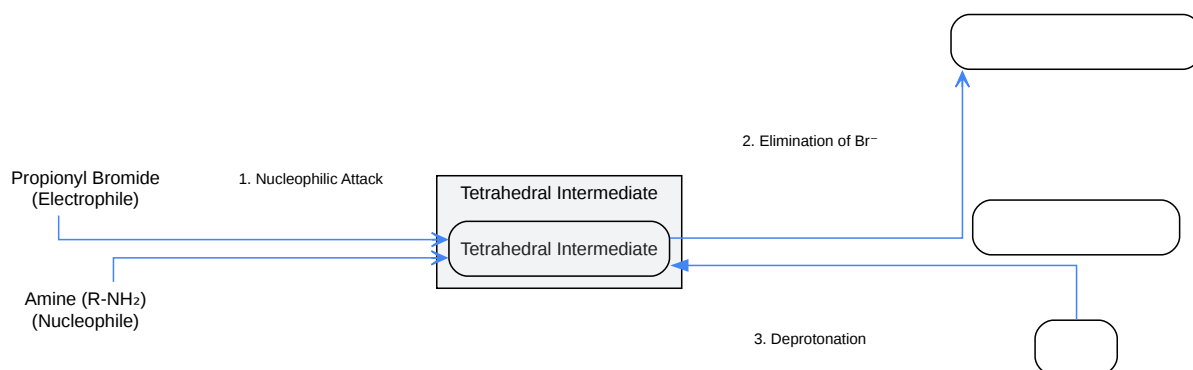 2. Elimination of Br⁻
Propionyl Bromide
(Electrophile)
1. Nucleophilic Attack
Tetrahedral Intermediate
Tetrahedral Intermediate
Amine (R-NH₂)
(Nucleophile)
3. Deprotonation